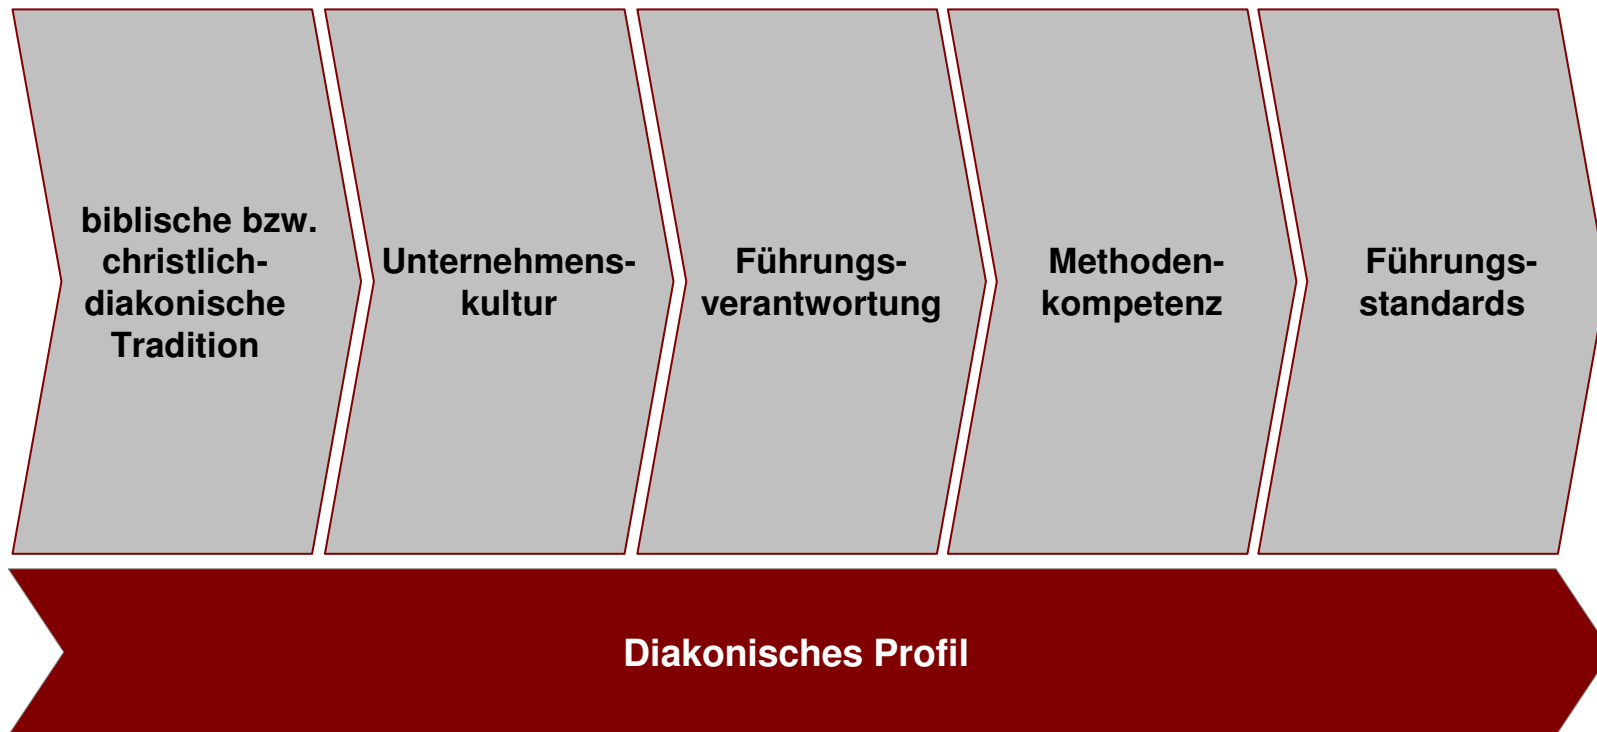 biblische bzw.
christlich-
diakonische
Tradition
Unternehmens-
kultur
Führungs-
verantwortung
Methoden-
kompetenz
Führungs-
standards
Diakonisches Profil